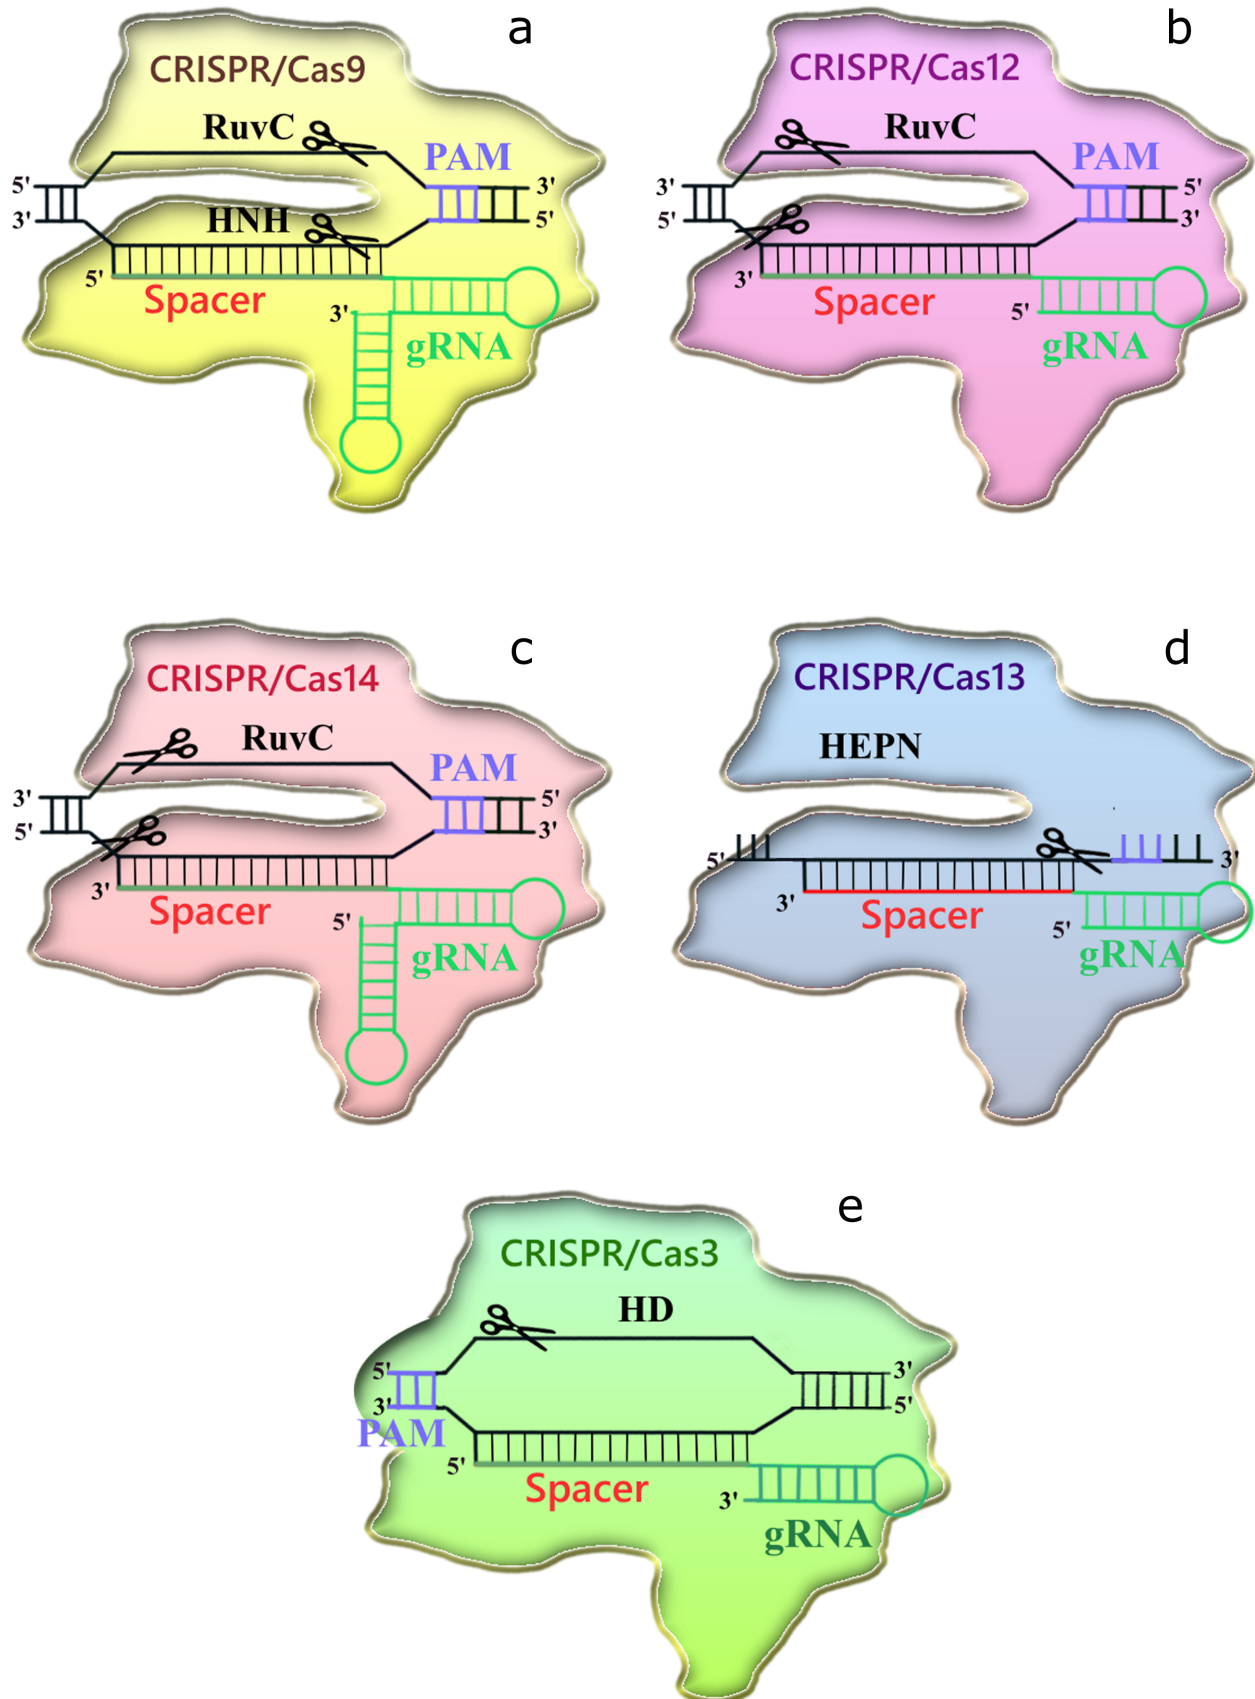 a
CRISPR/Cas9
RuvC
PAM
5' 3'
3' 5'
HNH
5'
Spacer
3'
gRNA
b
CRISPR/Cas12
RuvC
PAM
3' 5'
5' 3'
3'
Spacer
5'
gRNA
c
CRISPR/Cas14
RuvC
PAM
3' 5'
5' 3'
3'
Spacer
5'
gRNA
d
CRISPR/Cas13
HEPN
5' 3'
3'
Spacer
5'
gRNA
e
CRISPR/Cas3
HD
5' 3'
3' 5'
PAM
5'
Spacer
3'
gRNA